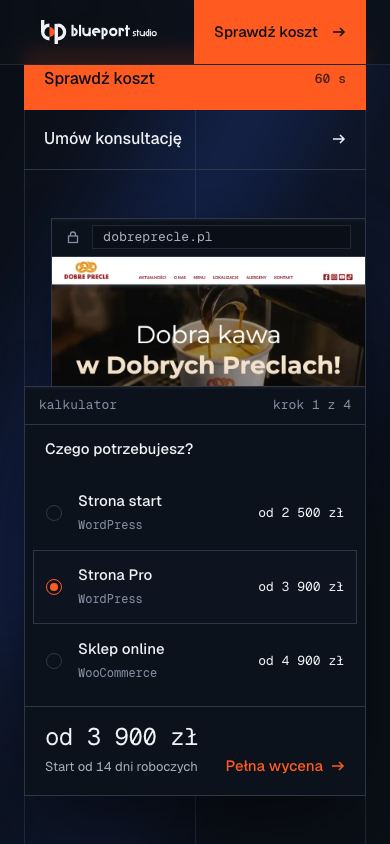 blueport studio
Sprawdź koszt →
Sprawdź koszt
60 s
Umów konsultację →
dobreprecle.pl
DOBRE PRECLE
AKTUALNOŚCI O NAS MENU LOKALIZACJE ALERGENY KONTAKT
Dobra kawa
w Dobrych Preclach!
kalkulator
krok 1 z 4
Czego potrzebujesz?
Strona start
WordPress
od 2 500 zł
Strona Pro
WordPress
od 3 900 zł
Sklep online
WooCommerce
od 4 900 zł
od 3 900 zł
Start od 14 dni roboczych
Pełna wycena →